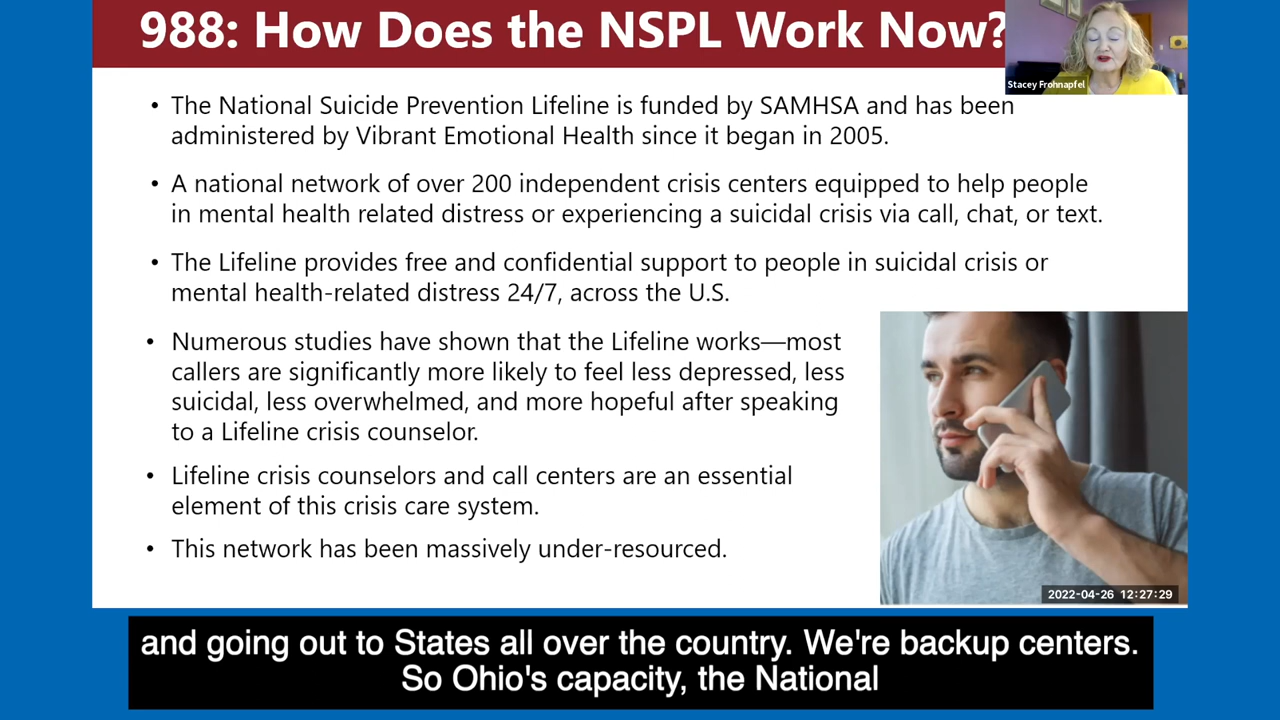 988: How Does the NSPL Work Now?
Stacey Frohnapfel
• The National Suicide Prevention Lifeline is funded by SAMHSA and has been
administered by Vibrant Emotional Health since it began in 2005.
• A national network of over 200 independent crisis centers equipped to help people
in mental health related distress or experiencing a suicidal crisis via call, chat, or text.
• The Lifeline provides free and confidential support to people in suicidal crisis or
mental health-related distress 24/7, across the U.S.
• Numerous studies have shown that the Lifeline works—most
callers are significantly more likely to feel less depressed, less
suicidal, less overwhelmed, and more hopeful after speaking
to a Lifeline crisis counselor.
• Lifeline crisis counselors and call centers are an essential
element of this crisis care system.
• This network has been massively under-resourced.
2022-04-26 12:27:29
and going out to States all over the country. We're backup centers.
So Ohio's capacity, the National